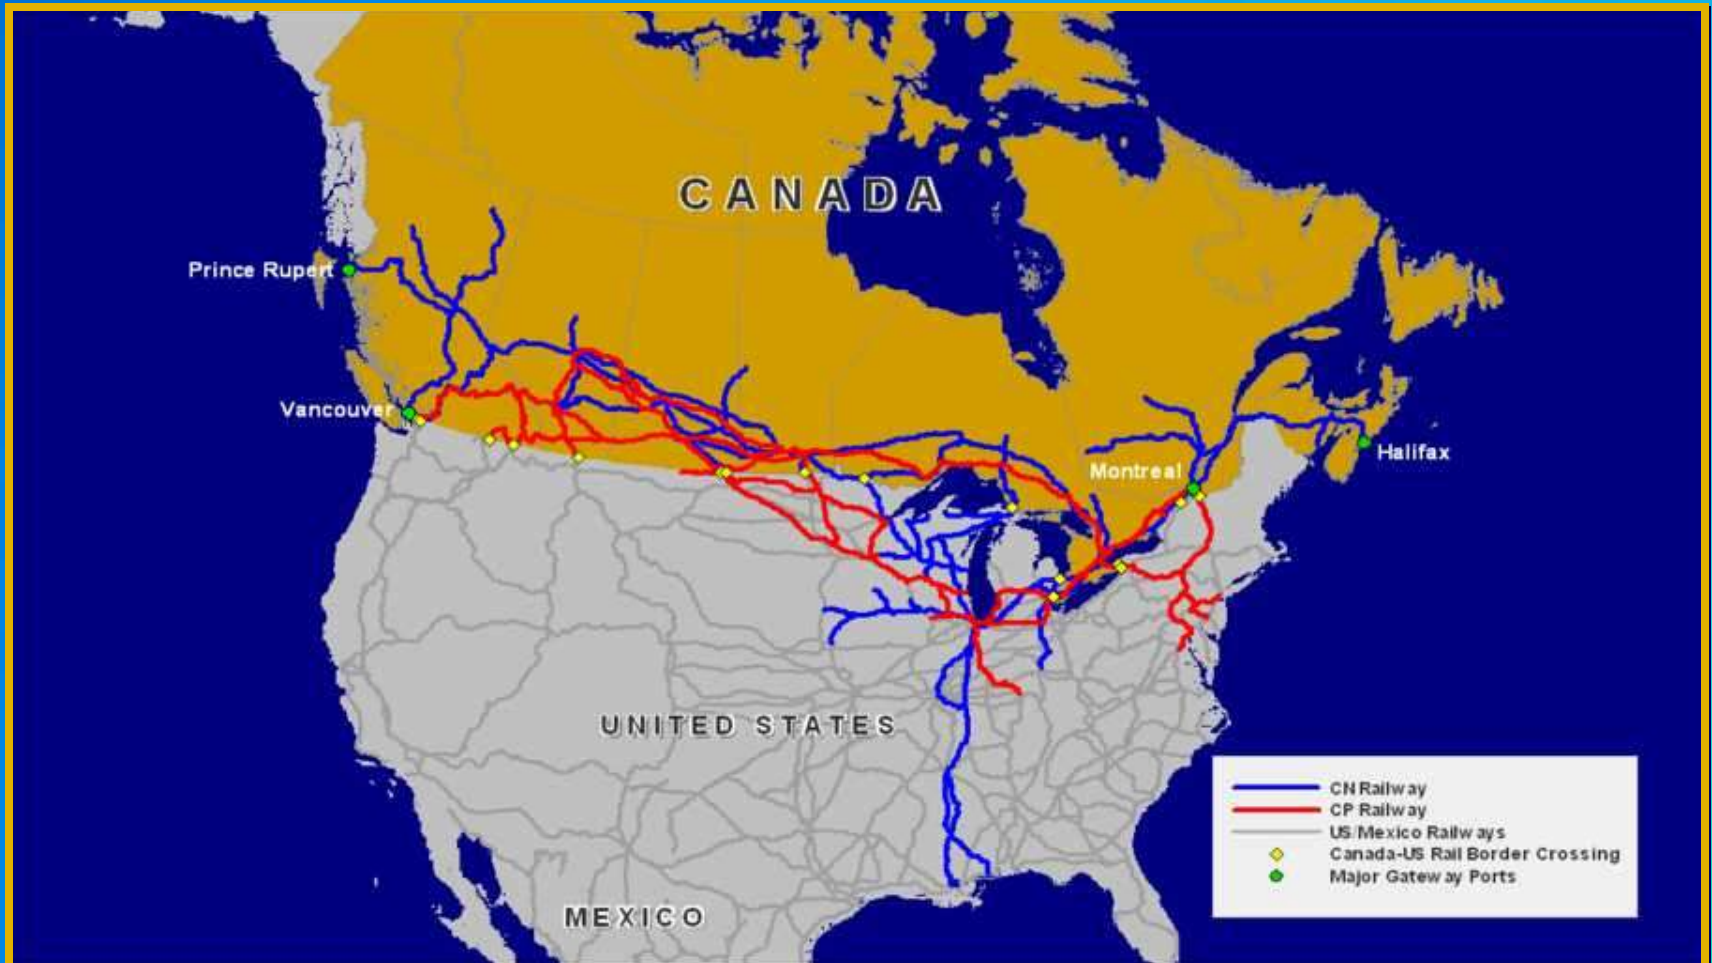 CANADA
Prince Rupert
Vancouver
Montreal
Halifax
UNITED STATES
MEXICO
CN Railway
CP Railway
US/Mexico Railways
Canada-US Rail Border Crossing
Major Gateway Ports